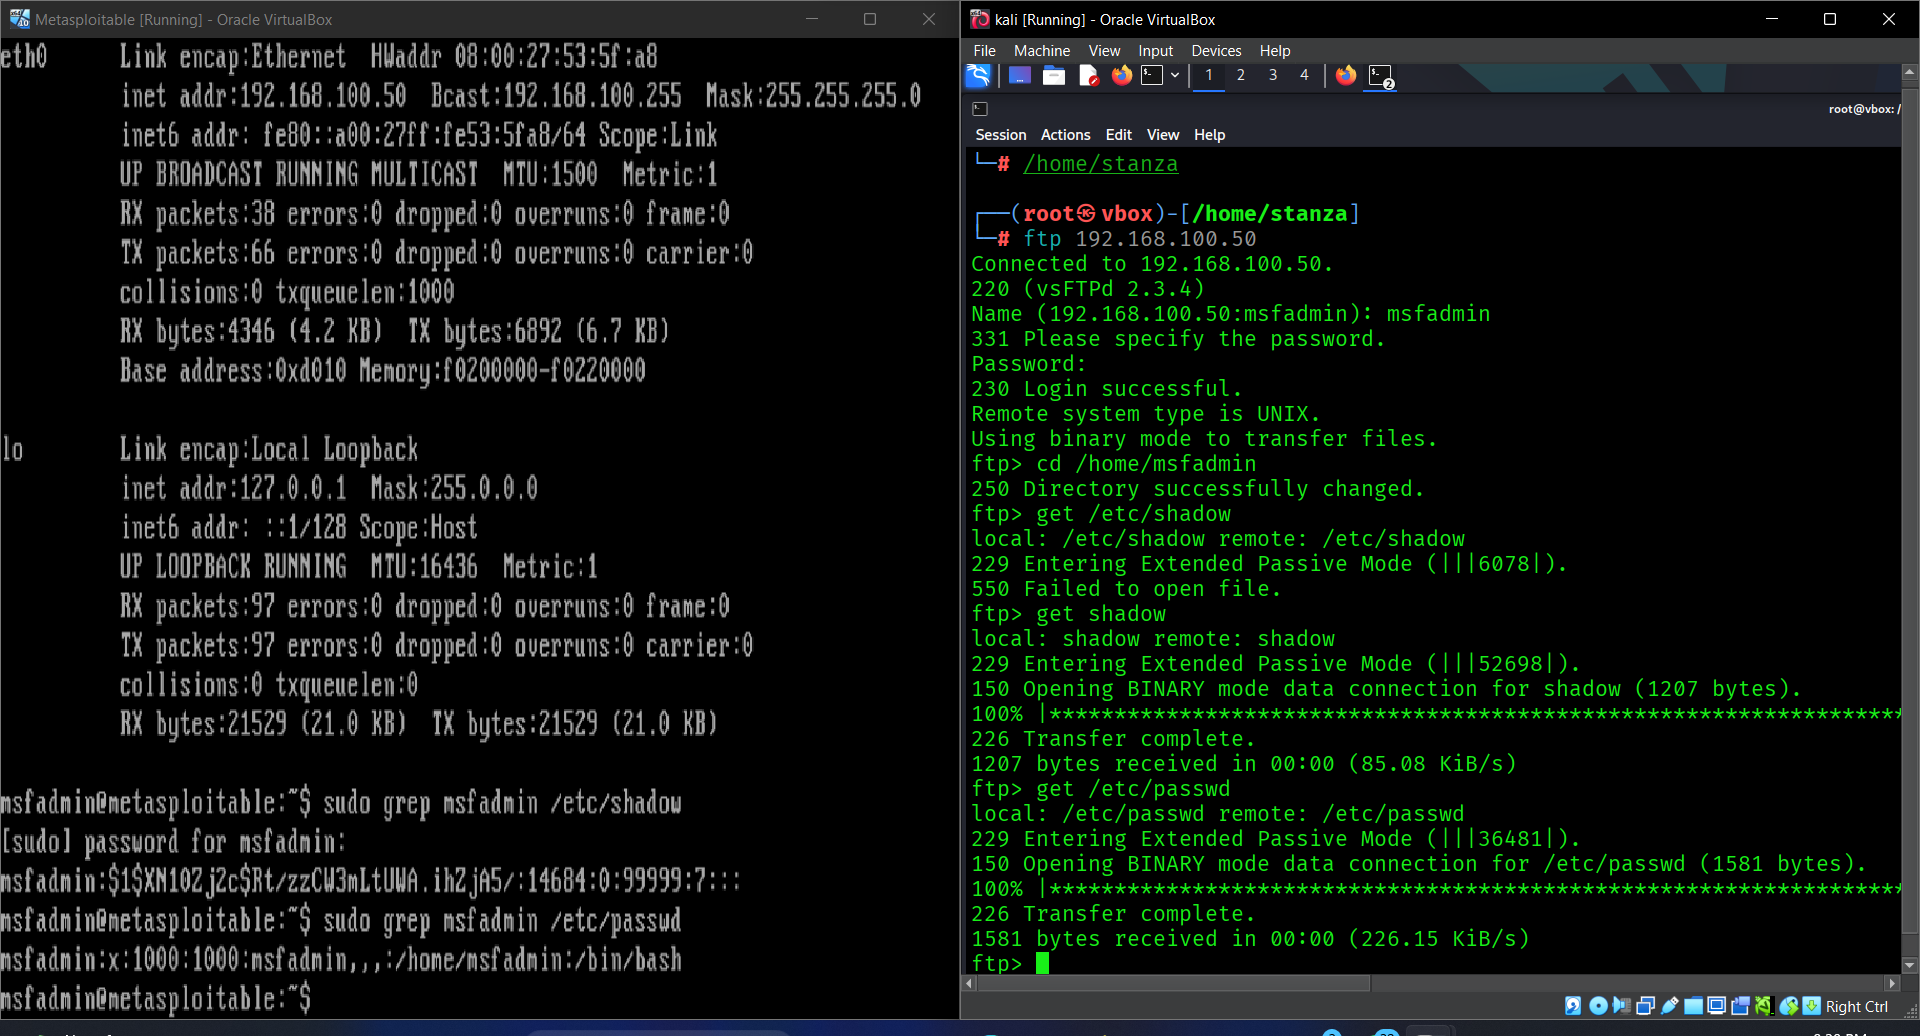 Metasploitable [Running] - Oracle VirtualBox
eth0 Link encap:Ethernet HWaddr 08:00:27:53:5f:a8
inet addr:192.168.100.50 Bcast:192.168.100.255 Mask:255.255.255.0
inet6 addr: fe80::a00:27ff:fe53:5fa8/64 Scope:Link
UP BROADCAST RUNNING MULTICAST MTU:1500 Metric:1
RX packets:38 errors:0 dropped:0 overruns:0 frame:0
TX packets:66 errors:0 dropped:0 overruns:0 carrier:0
collisions:0 txqueuelen:1000
RX bytes:4346 (4.2 KB) TX bytes:6892 (6.7 KB)
Base address:0xd010 Memory:f0200000-f0220000
lo Link encap:Local Loopback
inet addr:127.0.0.1 Mask:255.0.0.0
inet6 addr: ::1/128 Scope:Host
UP LOOPBACK RUNNING MTU:16436 Metric:1
RX packets:97 errors:0 dropped:0 overruns:0 frame:0
TX packets:97 errors:0 dropped:0 overruns:0 carrier:0
collisions:0 txqueuelen:0
RX bytes:21529 (21.0 KB) TX bytes:21529 (21.0 KB)
msfadmin@metasploitable:~$ sudo grep msfadmin /etc/shadow
[sudo] password for msfadmin:
msfadmin:$1$XN10Zj2c$Rt/zzCW3mLtUWA.ihZjA5/:14684:0:99999:7:::
msfadmin@metasploitable:~$ sudo grep msfadmin /etc/passwd
msfadmin:x:1000:1000:msfadmin,,,:/home/msfadmin:/bin/bash
msfadmin@metasploitable:~$
kali [Running] - Oracle VirtualBox
File Machine View Input Devices Help
1 2 3 4 2
root@vbox: /
Session Actions Edit View Help
└─# /home/stanza
┌──(root㉿vbox)-[/home/stanza]
└─# ftp 192.168.100.50
Connected to 192.168.100.50.
220 (vsFTPd 2.3.4)
Name (192.168.100.50:msfadmin): msfadmin
331 Please specify the password.
Password:
230 Login successful.
Remote system type is UNIX.
Using binary mode to transfer files.
ftp> cd /home/msfadmin
250 Directory successfully changed.
ftp> get /etc/shadow
local: /etc/shadow remote: /etc/shadow
229 Entering Extended Passive Mode (|||6078|).
550 Failed to open file.
ftp> get shadow
local: shadow remote: shadow
229 Entering Extended Passive Mode (|||52698|).
150 Opening BINARY mode data connection for shadow (1207 bytes).
100% |******************************************************************
226 Transfer complete.
1207 bytes received in 00:00 (85.08 KiB/s)
ftp> get /etc/passwd
local: /etc/passwd remote: /etc/passwd
229 Entering Extended Passive Mode (|||36481|).
150 Opening BINARY mode data connection for /etc/passwd (1581 bytes).
100% |******************************************************************
226 Transfer complete.
1581 bytes received in 00:00 (226.15 KiB/s)
ftp>
Right Ctrl